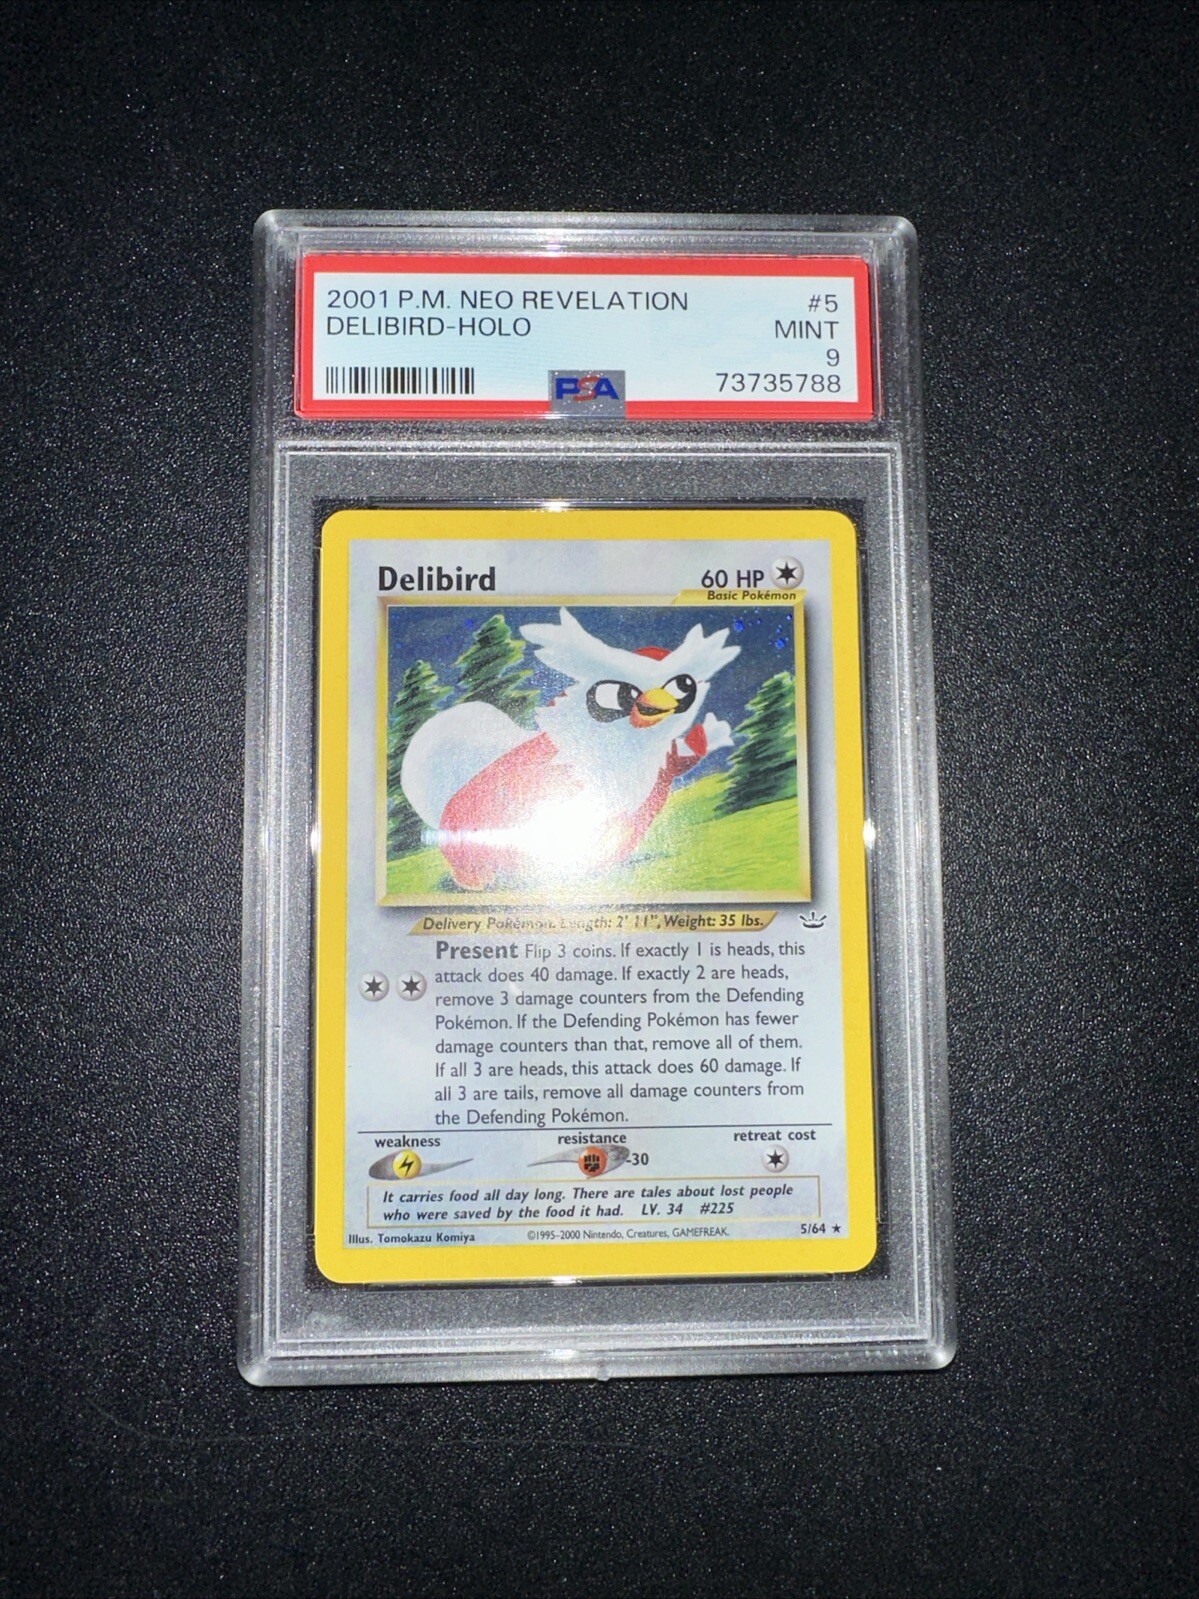 2001 P.M. NEO REVELATION #5
DELIBIRD-HOLO MINT
9
PSA 73735788
Delibird 60 HP
Basic Pokémon
Delivery Pokémon. Length: 2' 11", Weight: 35 lbs.
Present Flip 3 coins. If exactly 1 is heads, this
attack does 40 damage. If exactly 2 are heads,
remove 3 damage counters from the Defending
Pokémon. If the Defending Pokémon has fewer
damage counters than that, remove all of them.
If all 3 are heads, this attack does 60 damage. If
all 3 are tails, remove all damage counters from
the Defending Pokémon.
weakness resistance retreat cost
-30
It carries food all day long. There are tales about lost people
who were saved by the food it had. LV. 34 #225
Illus. Tomokazu Komiya ©1995-2000 Nintendo, Creatures, GAMEFREAK. 5/64 ★